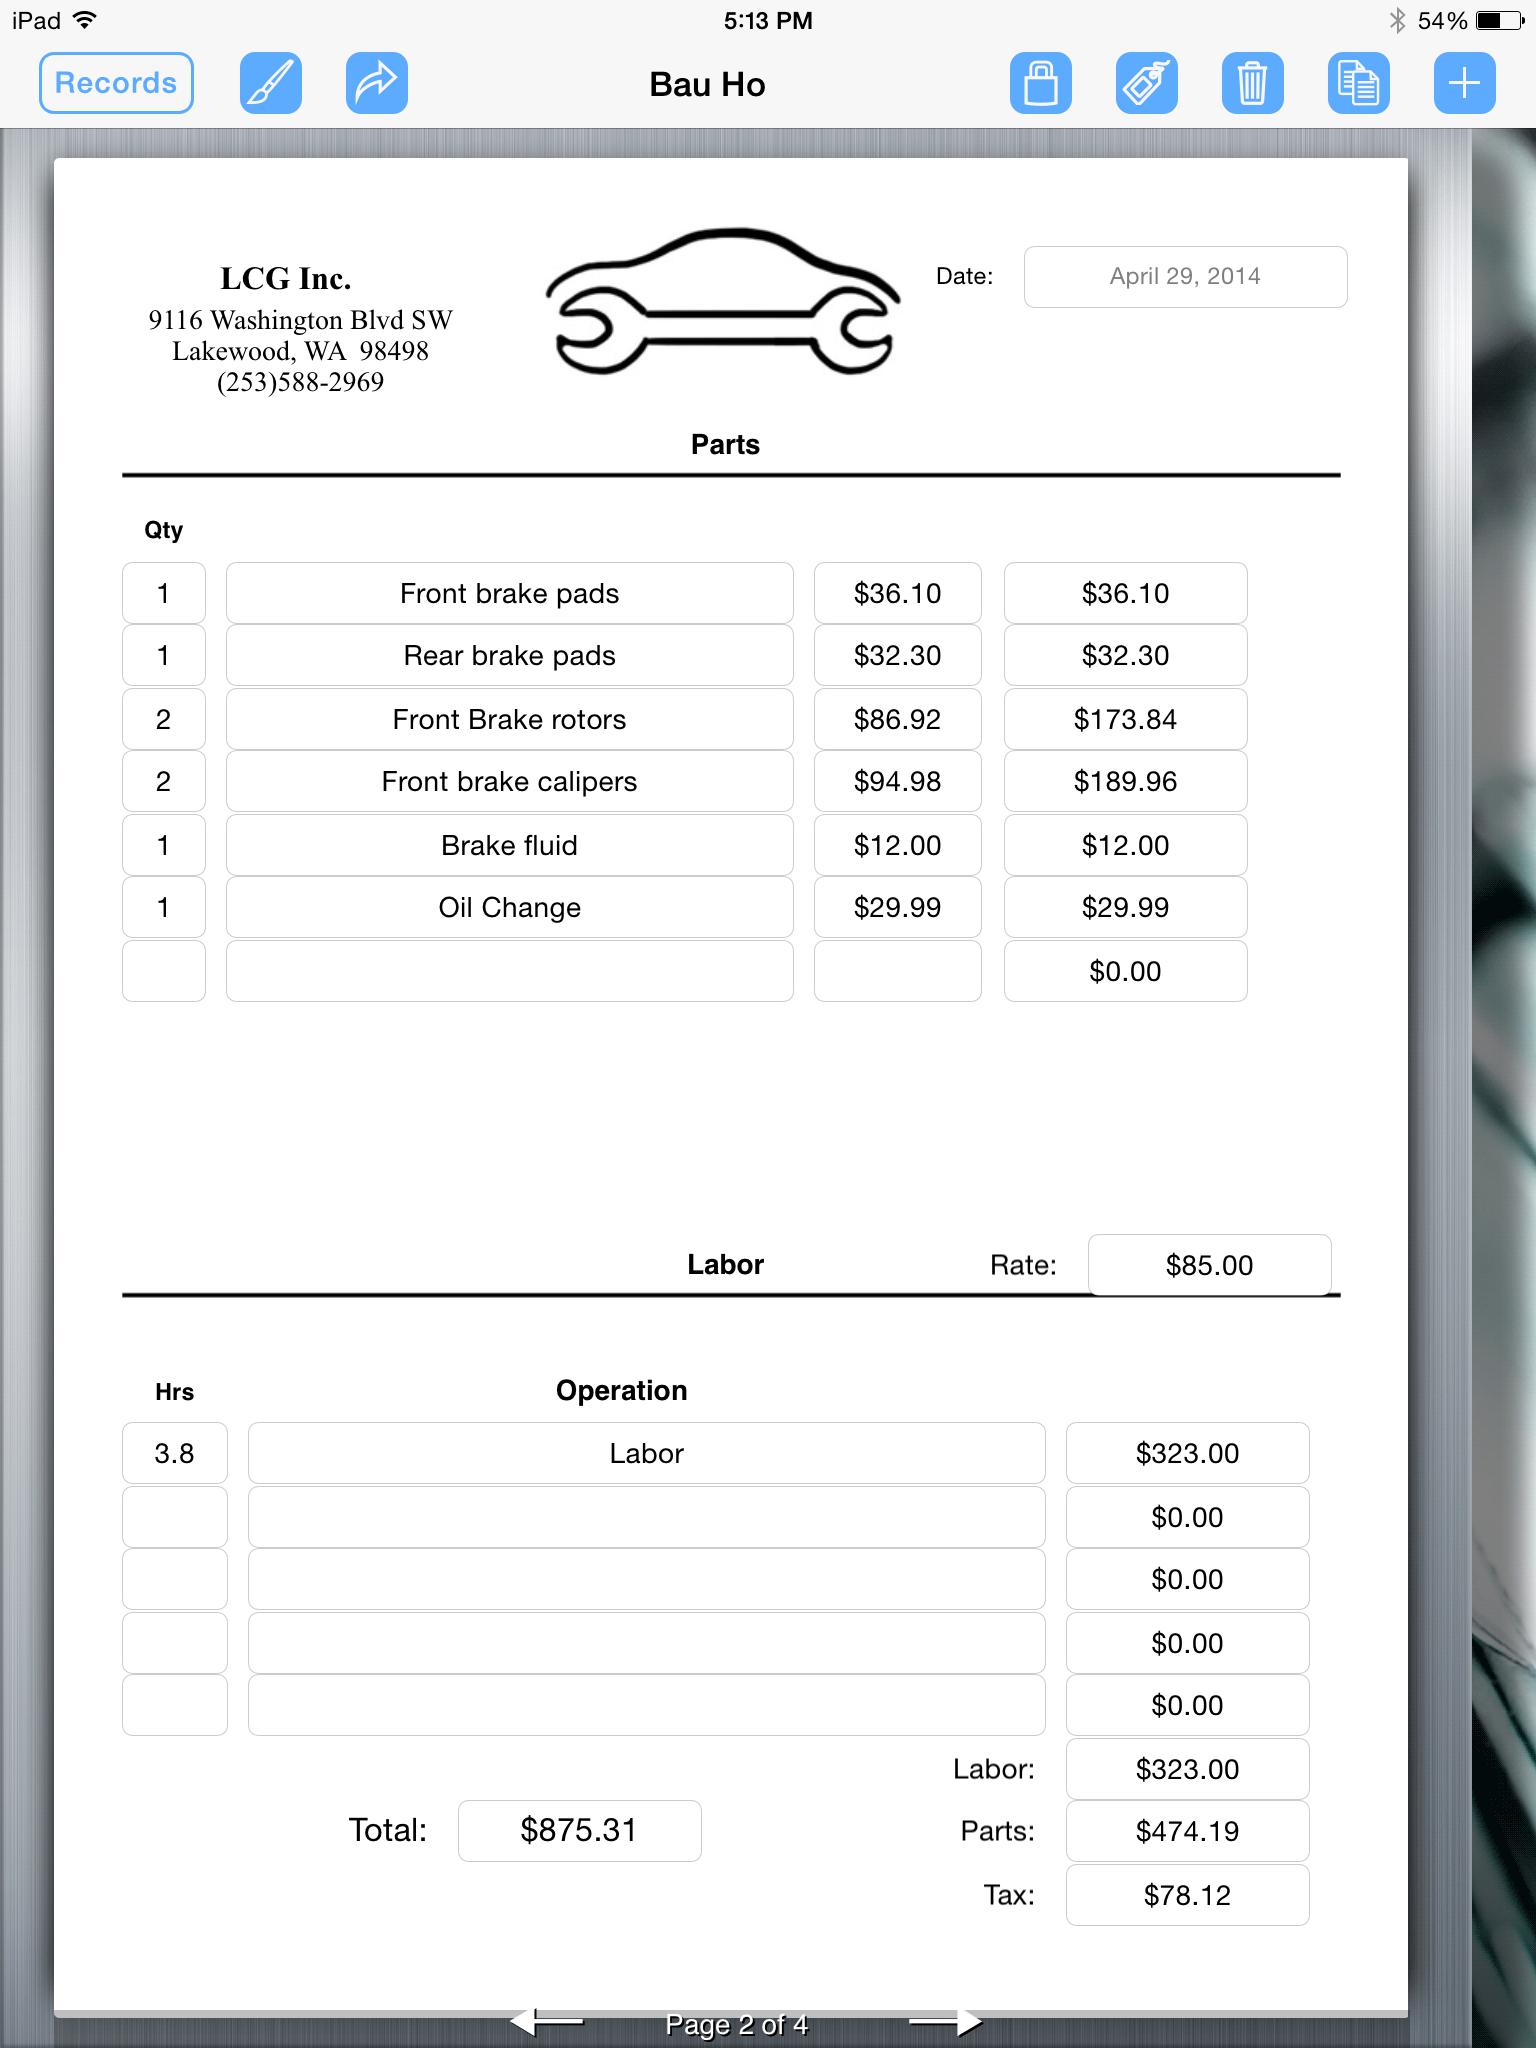 iPad 5:13 PM 54%
Records Bau Ho
LCG Inc.
9116 Washington Blvd SW
Lakewood, WA 98498
(253)588-2969
Date: April 29, 2014
Parts
Qty
1 Front brake pads $36.10 $36.10
1 Rear brake pads $32.30 $32.30
2 Front Brake rotors $86.92 $173.84
2 Front brake calipers $94.98 $189.96
1 Brake fluid $12.00 $12.00
1 Oil Change $29.99 $29.99
$0.00
Labor Rate: $85.00
Hrs Operation
3.8 Labor $323.00
$0.00
$0.00
$0.00
$0.00
Labor: $323.00
Total: $875.31 Parts: $474.19
Tax: $78.12
Page 2 of 4